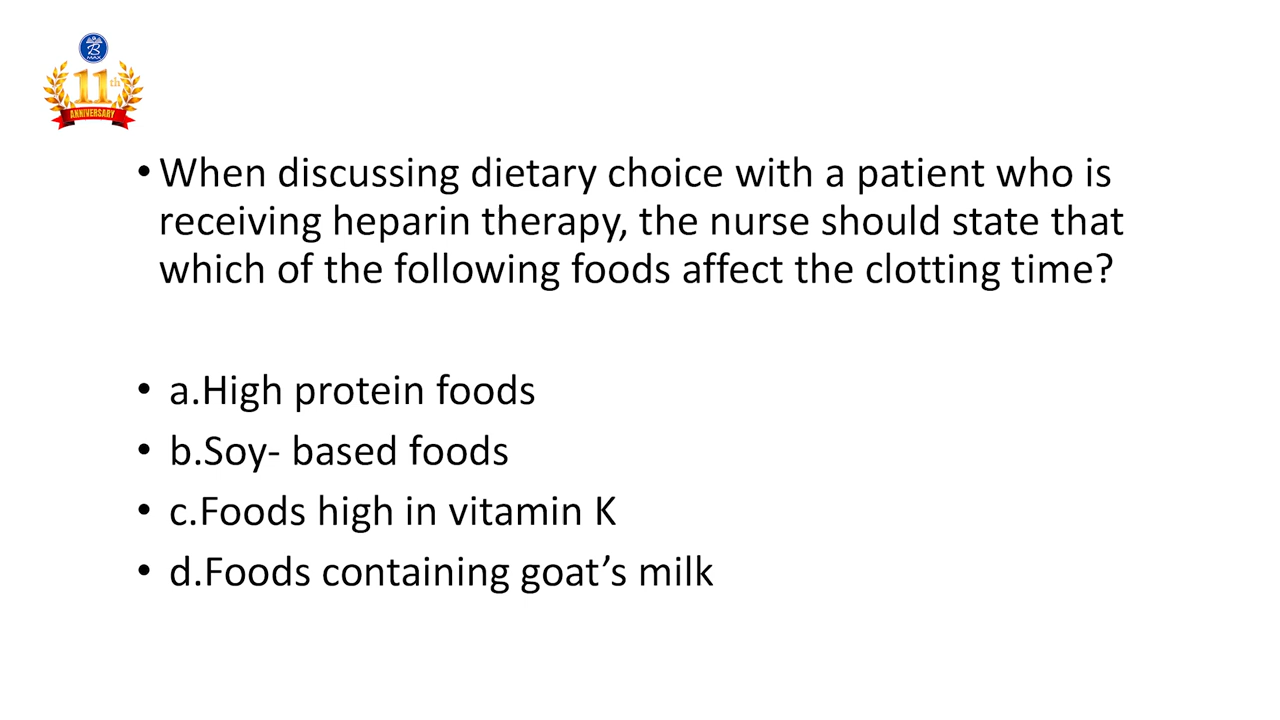 B
MAX
11th
ANNIVERSARY
• When discussing dietary choice with a patient who is
receiving heparin therapy, the nurse should state that
which of the following foods affect the clotting time?
• a.High protein foods
• b.Soy- based foods
• c.Foods high in vitamin K
• d.Foods containing goat’s milk